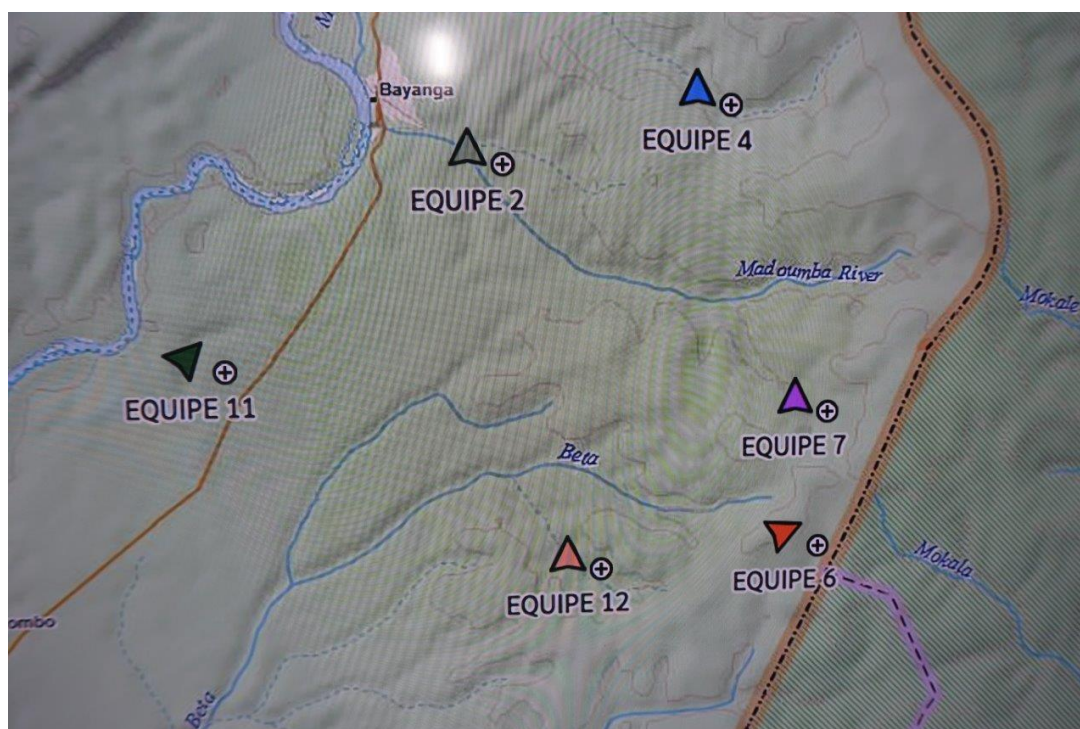 Bayanga
EQUIPE 4
EQUIPE 2
Madoumba River
Mokale
EQUIPE 11
EQUIPE 7
Beta
EQUIPE 6
Mokala
EQUIPE 12
ombo
Beta